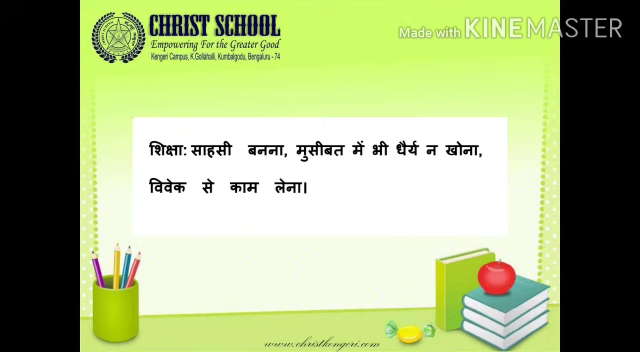 CHRIST SCHOOL
Empowering For the Greater Good
Kengeri Campus, K.Gollahalli, Kumbalgodu, Bengaluru - 74
Made with KINEMASTER
शिक्षा: साहसी बनना, मुसीबत में भी धैर्य न खोना,
विवेक से काम लेना।
www.christkengeri.com